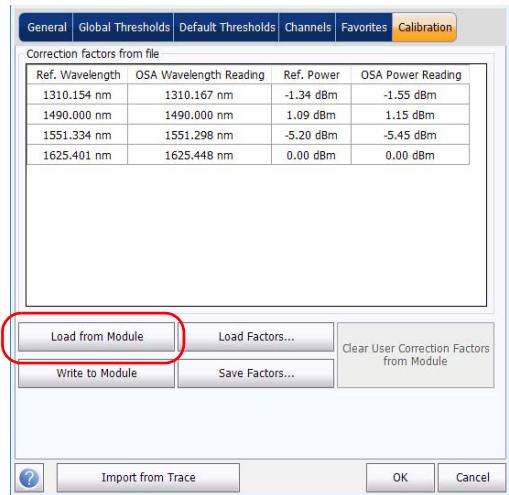 General Global Thresholds Default Thresholds Channels Favorites Calibration
Correction factors from file
Ref. Wavelength OSA Wavelength Reading Ref. Power OSA Power Reading
1310.154 nm 1310.167 nm -1.34 dBm -1.55 dBm
1490.000 nm 1490.000 nm 1.09 dBm 1.15 dBm
1551.334 nm 1551.298 nm -5.20 dBm -5.45 dBm
1625.401 nm 1625.448 nm 0.00 dBm 0.00 dBm
Load from Module Load Factors...
Clear User Correction Factors
from Module
Write to Module Save Factors...
? Import from Trace OK Cancel